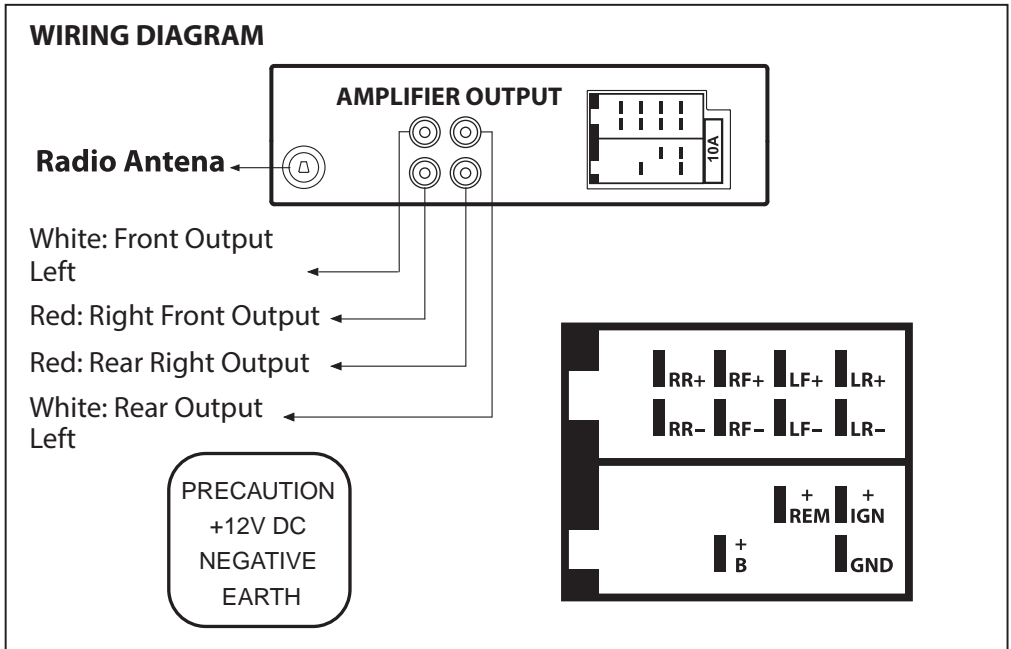 WIRING DIAGRAM
AMPLIFIER OUTPUT
10A
Radio Antena
White: Front Output
Left
Red: Right Front Output
Red: Rear Right Output
White: Rear Output
Left
PRECAUTION
+12V DC
NEGATIVE
EARTH
RR+ RF+ LF+ LR+
RR– RF– LF– LR–
+ +
REM IGN
+
B GND